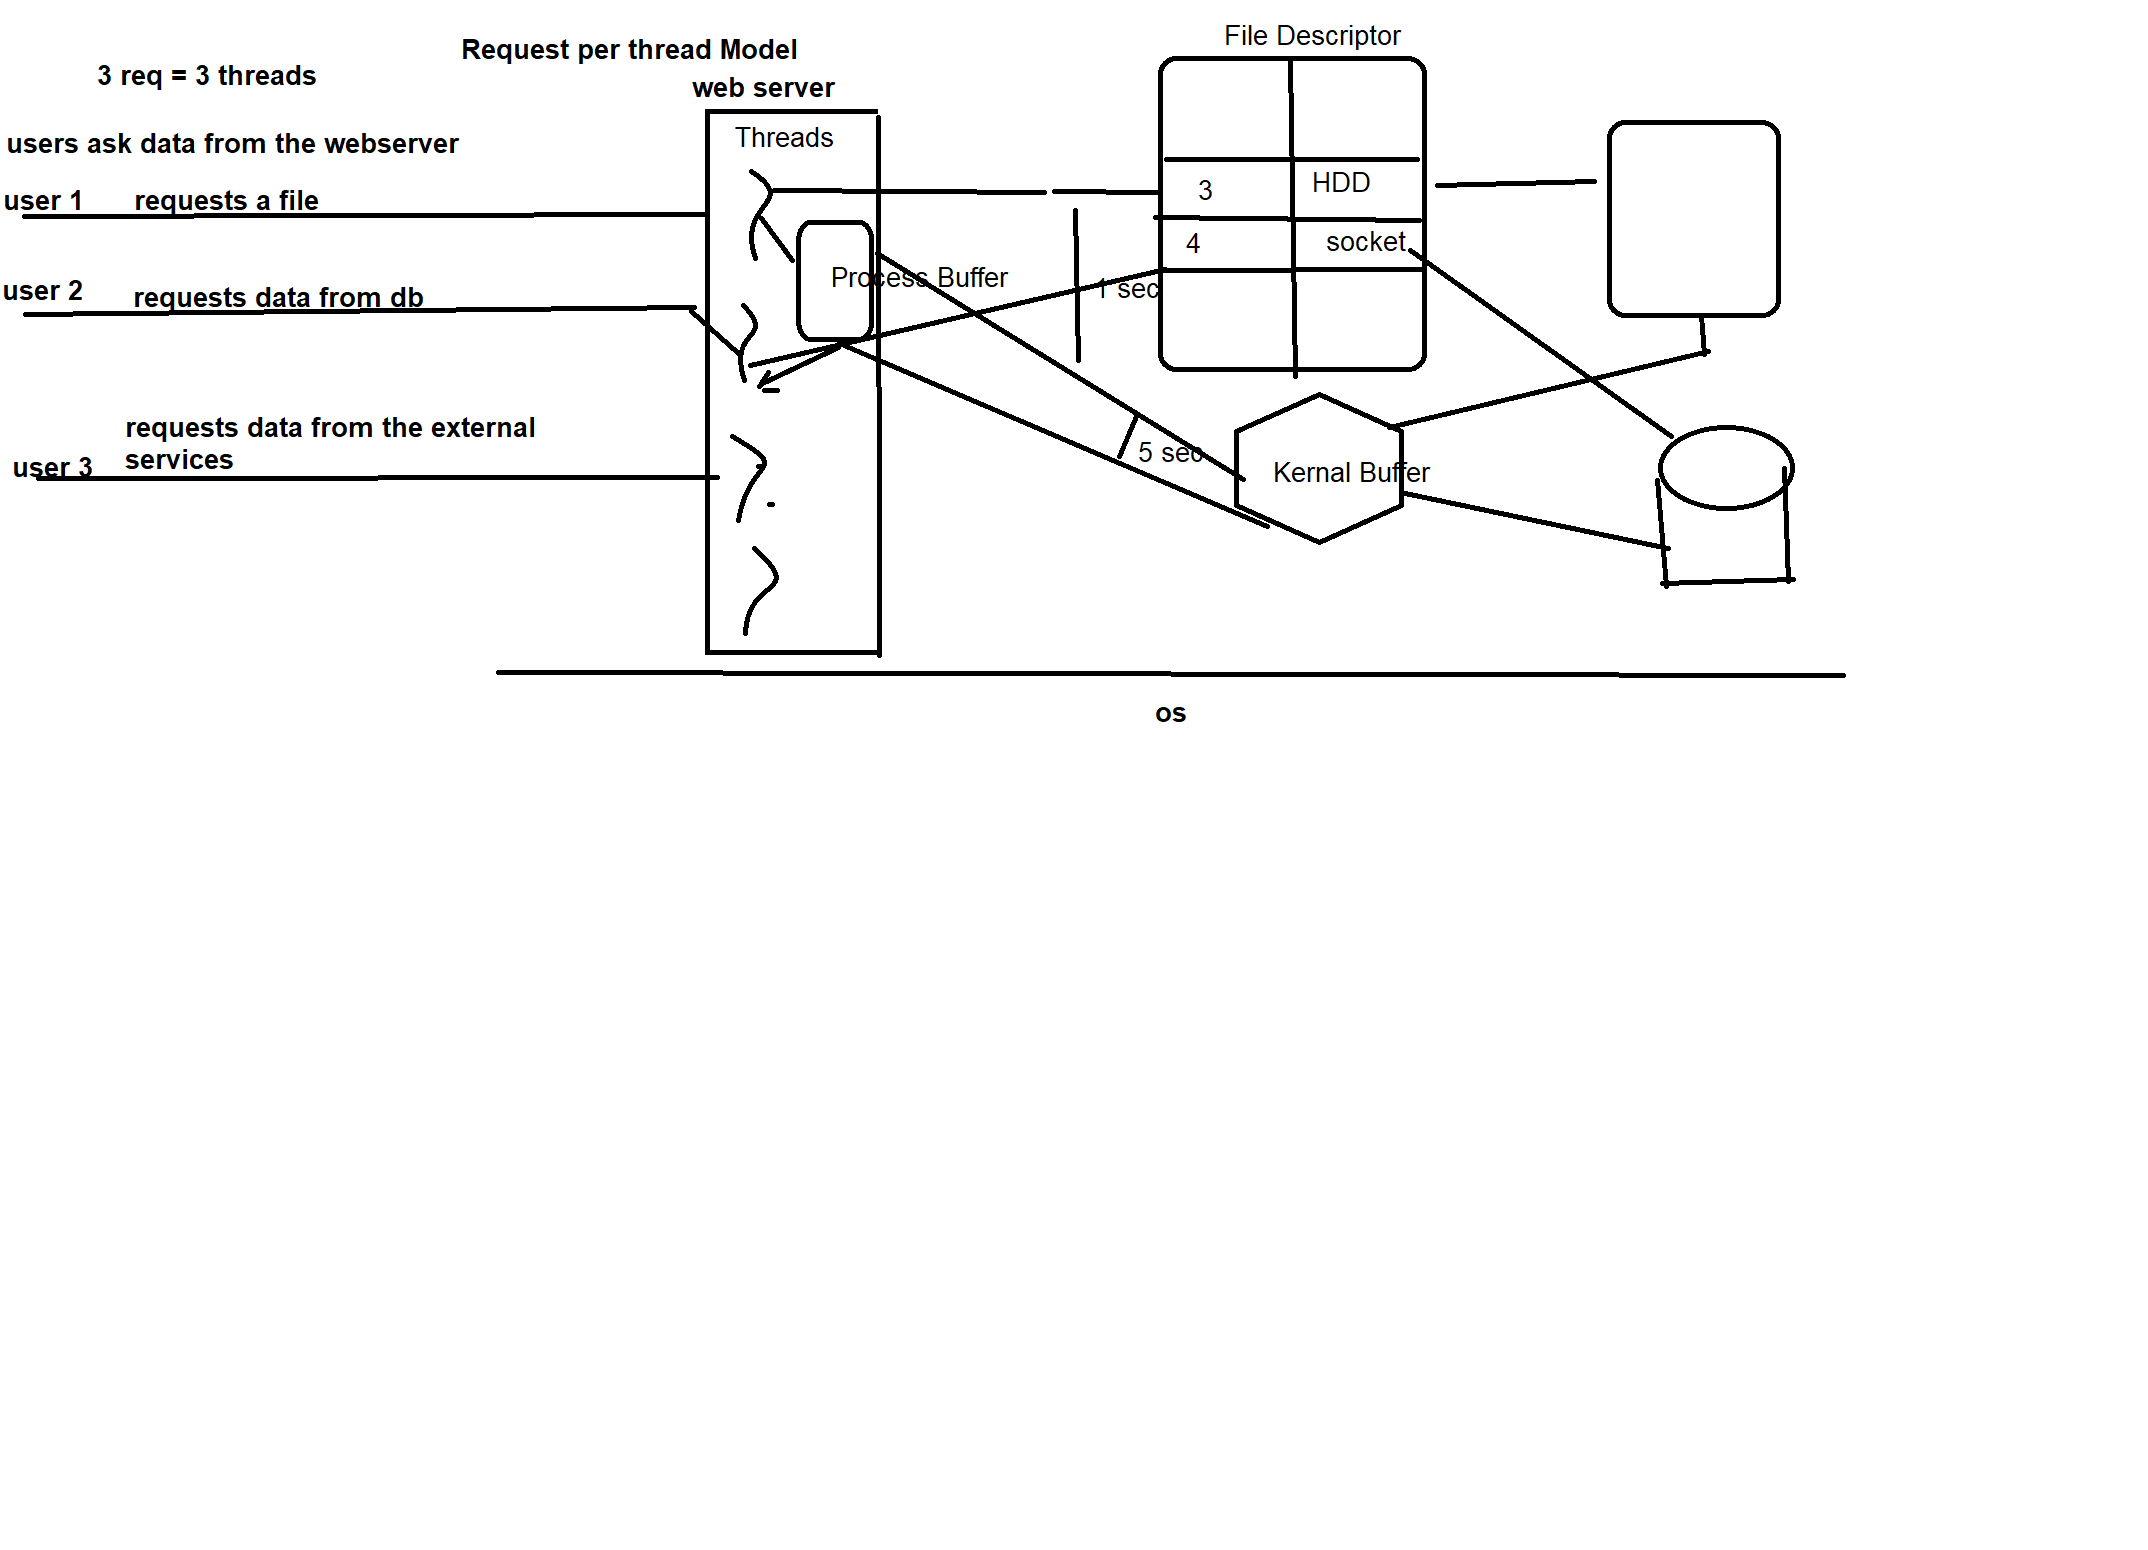 File Descriptor
Request per thread Model
3 req = 3 threads
web server
Threads
users ask data from the webserver
user 1 requests a file
3 HDD
4 socket
Process Buffer
1 sec
user 2 requests data from db
requests data from the external
services
user 3
5 sec
Kernal Buffer
os